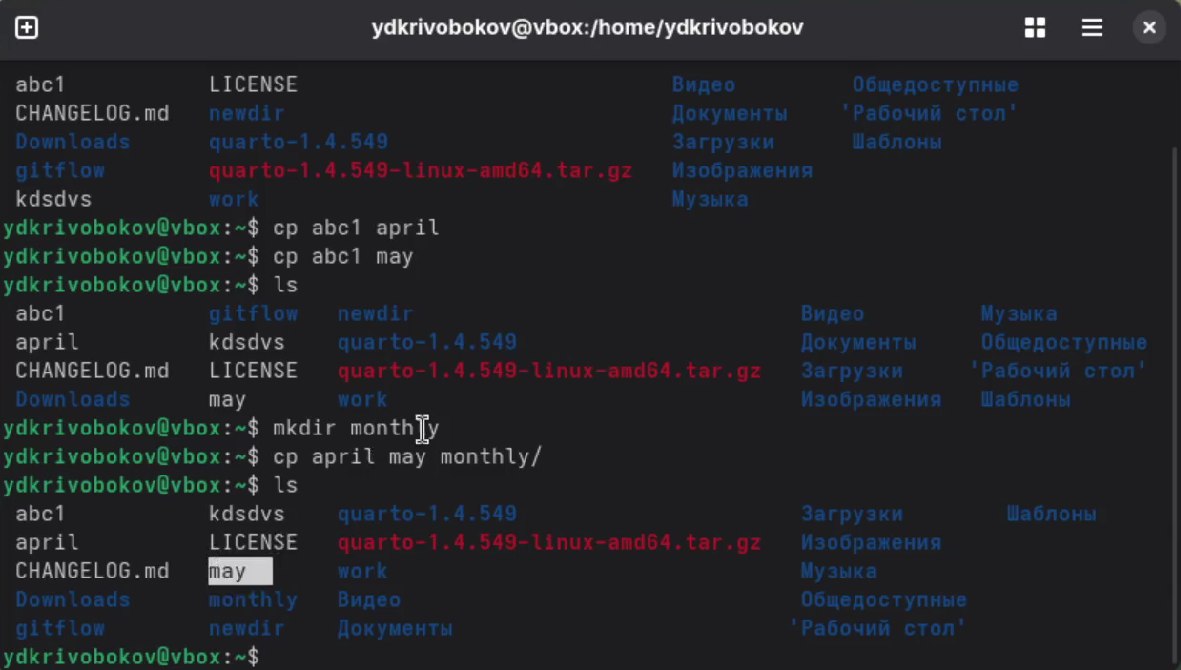 ydkrivobokov@vbox:/home/ydkrivobokov
abc1 LICENSE Видео Общедоступные
CHANGELOG.md newdir Документы 'Рабочий стол'
Downloads quarto-1.4.549 Загрузки Шаблоны
gitflow quarto-1.4.549-linux-amd64.tar.gz Изображения
kdsdvs work Музыка
ydkrivobokov@vbox:~$ cp abc1 april
ydkrivobokov@vbox:~$ cp abc1 may
ydkrivobokov@vbox:~$ ls
abc1 gitflow newdir Видео Музыка
april kdsdvs quarto-1.4.549 Документы Общедоступные
CHANGELOG.md LICENSE quarto-1.4.549-linux-amd64.tar.gz Загрузки 'Рабочий стол'
Downloads may work Изображения Шаблоны
ydkrivobokov@vbox:~$ mkdir monthly
ydkrivobokov@vbox:~$ cp april may monthly/
ydkrivobokov@vbox:~$ ls
abc1 kdsdvs quarto-1.4.549 Загрузки Шаблоны
april LICENSE quarto-1.4.549-linux-amd64.tar.gz Изображения
CHANGELOG.md may work Музыка
Downloads monthly Видео Общедоступные
gitflow newdir Документы 'Рабочий стол'
ydkrivobokov@vbox:~$